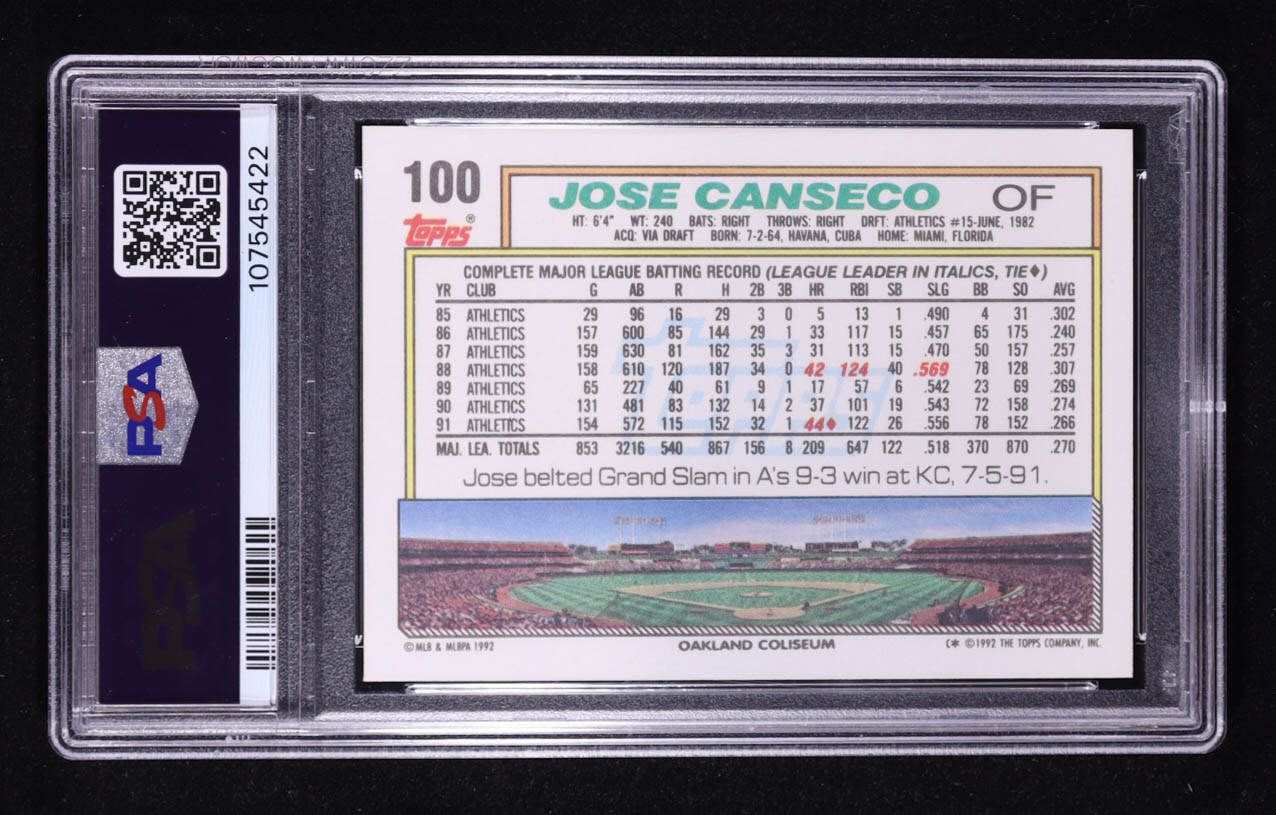 107545422
PSA
PSA
100
Topps®
JOSE CANSECO OF
HT: 6'4" WT: 240 BATS: RIGHT THROWS: RIGHT DRFT: ATHLETICS #15-JUNE, 1982
ACQ: VIA DRAFT BORN: 7-2-64, HAVANA, CUBA HOME: MIAMI, FLORIDA
COMPLETE MAJOR LEAGUE BATTING RECORD (LEAGUE LEADER IN ITALICS, TIE♦)
YR CLUB G AB R H 2B 3B HR RBI SB SLG BB SO AVG
85 ATHLETICS 29 96 16 29 3 0 5 13 1 .490 4 31 .302
86 ATHLETICS 157 600 85 144 29 1 33 117 15 .457 65 175 .240
87 ATHLETICS 159 630 81 162 35 3 31 113 15 .470 50 157 .257
88 ATHLETICS 158 610 120 187 34 0 42 124 40 .569 78 128 .307
89 ATHLETICS 65 227 40 61 9 1 17 57 6 .542 23 69 .269
90 ATHLETICS 131 481 83 132 14 2 37 101 19 .543 72 158 .274
91 ATHLETICS 154 572 115 152 32 1 44♦ 122 26 .556 78 152 .266
MAJ. LEA. TOTALS 853 3216 540 867 156 8 209 647 122 .518 370 870 .270
Topps
Jose belted Grand Slam in A's 9-3 win at KC, 7-5-91.
© MLB & MLBPA 1992 OAKLAND COLISEUM C* © 1992 THE TOPPS COMPANY, INC.